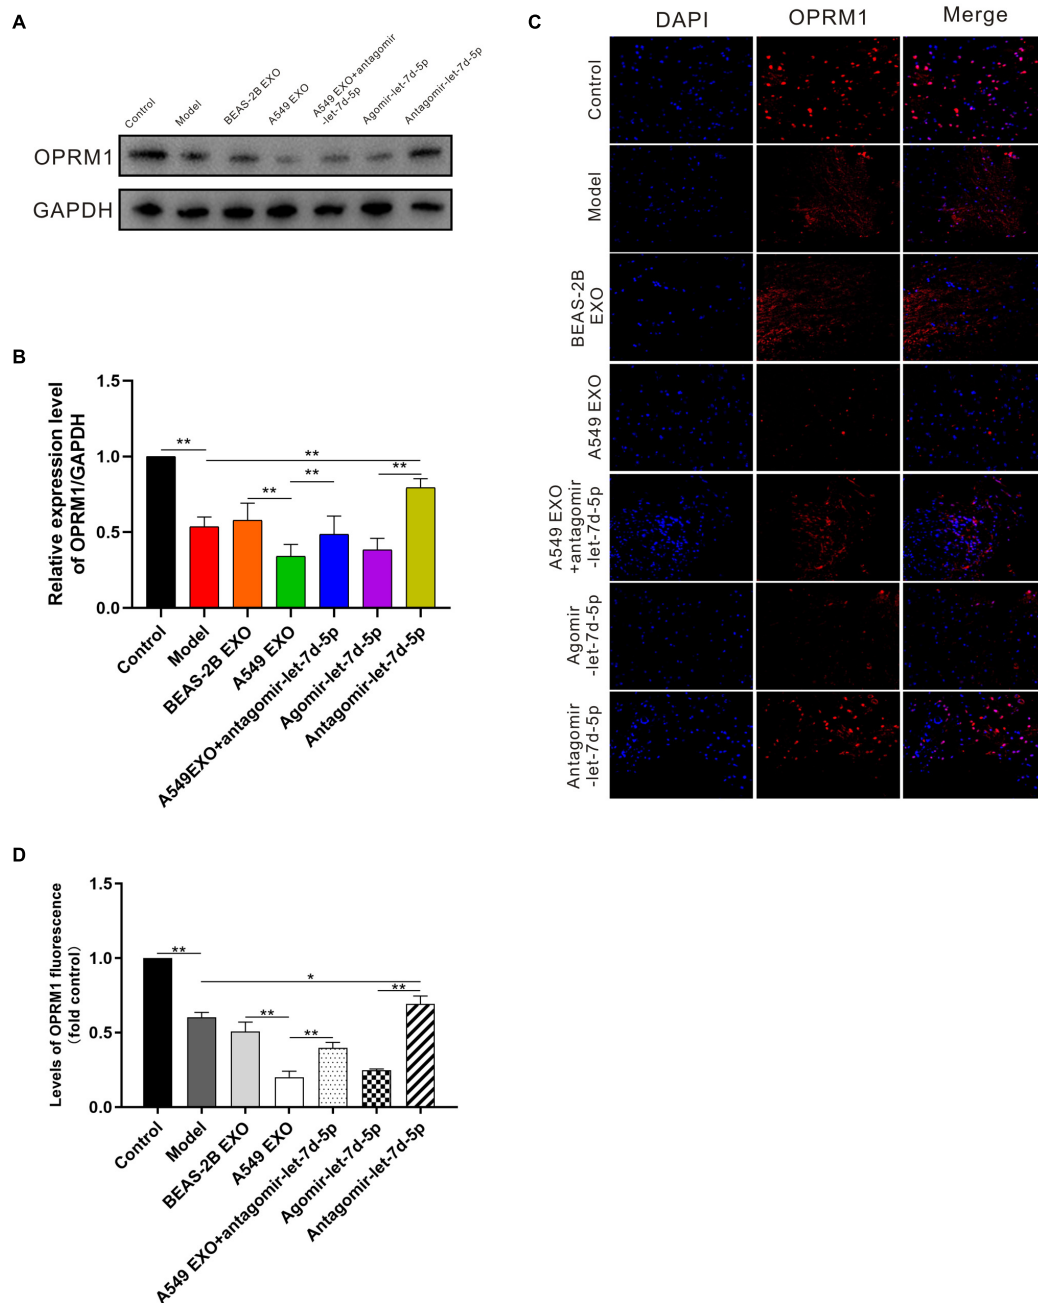 A
Control
Model
BEAS-2B EXO
A549 EXO
A549 EXO+antagomir
-let-7d-5p
Agomir-let-7d-5p
Antagomir-let-7d-5p
OPRM1
GAPDH
B
Relative expression level
of OPRM1/GAPDH
1.5
1.0
0.5
0.0
**
**
**
**
**
Control
Model
BEAS-2B EXO
A549 EXO
A549EXO+antagomir-let-7d-5p
Agomir-let-7d-5p
Antagomir-let-7d-5p
C
DAPI
OPRM1
Merge
Control
Model
BEAS-2B
EXO
A549 EXO
A549 EXO
+antagomir
-let-7d-5p
Agomir
-let-7d-5p
Antagomir
-let-7d-5p
D
Levels of OPRM1 fluorescence
(fold control)
1.5
1.0
0.5
0.0
**
*
**
**
**
Control
Model
BEAS-2B EXO
A549 EXO
A549 EXO+antagomir-let-7d-5p
Agomir-let-7d-5p
Antagomir-let-7d-5p